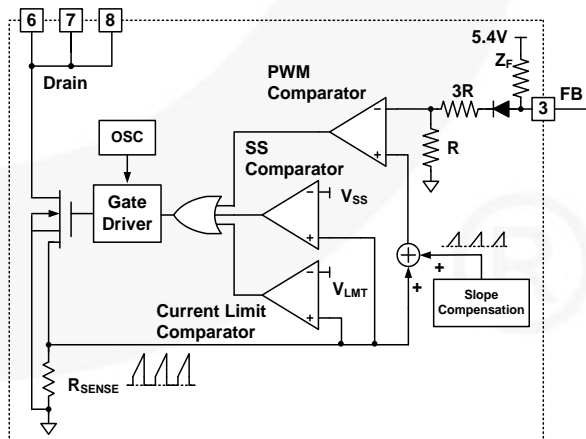 6 7 8
5.4V
Z_F
Drain
PWM
Comparator
3R
3
FB
OSC
SS
Comparator
R
Gate
Driver
V_SS
V_LMT
Current Limit
Comparator
+
+
Slope
Compensation
R_SENSE